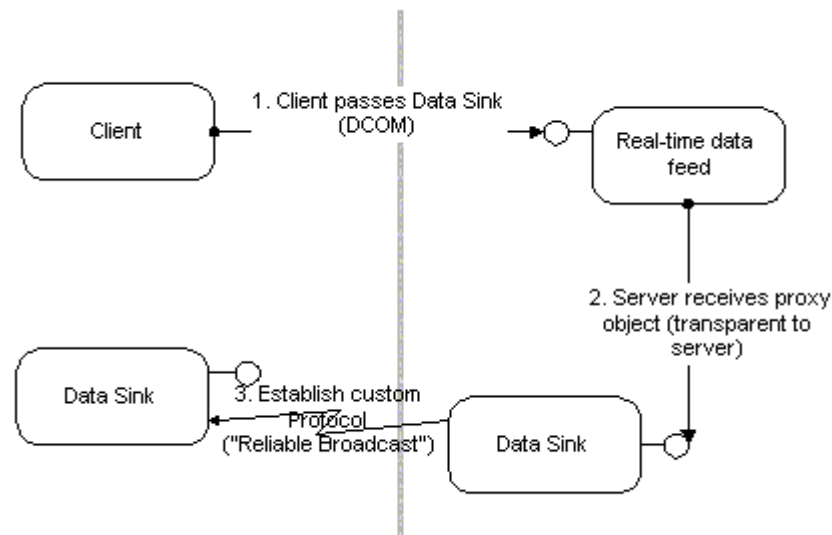 1. Client passes Data Sink
(DCOM)
Client
Real-time data
feed
2. Server receives proxy
object (transparent to
server)
Data Sink
3. Establish custom
Protocol
("Reliable Broadcast")
Data Sink